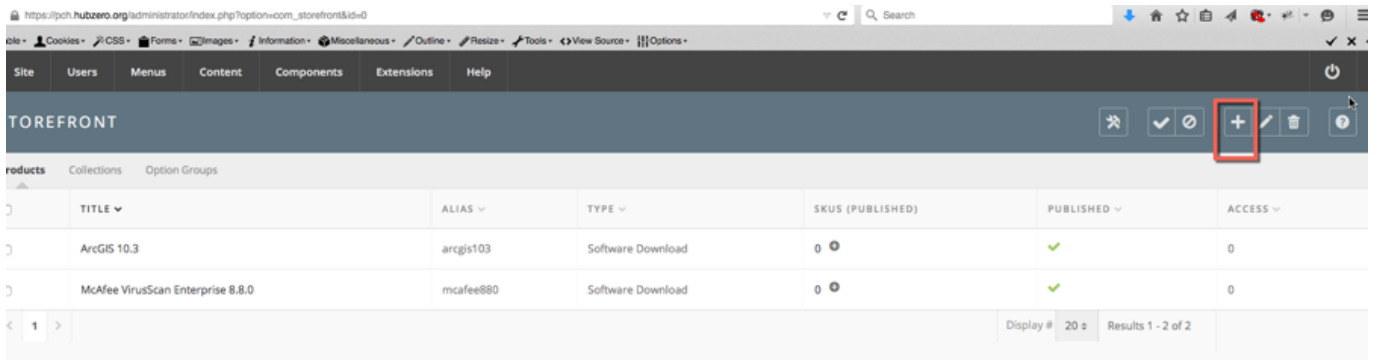 https://pch.hubzero.org/administrator/index.php?option=com_storefront&id=0 Search
ble Cookies CSS Forms Images Information Miscellaneous Outline Resize Tools View Source Options
Site Users Menus Content Components Extensions Help
TOREFRONT
roducts Collections Option Groups
TITLE ALIAS TYPE SKUS (PUBLISHED) PUBLISHED ACCESS
ArcGIS 10.3 arcgis103 Software Download 0 0
McAfee VirusScan Enterprise 8.8.0 mcafee880 Software Download 0 0
< 1 > Display # 20 Results 1 - 2 of 2